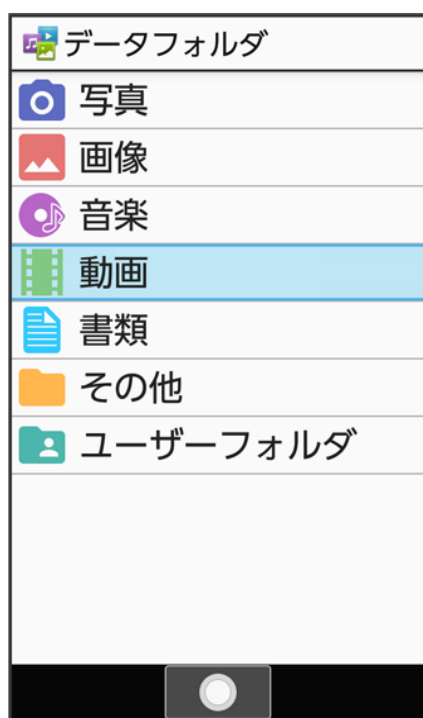 データフォルダ
写真
画像
音楽
動画
書類
その他
ユーザーフォルダ